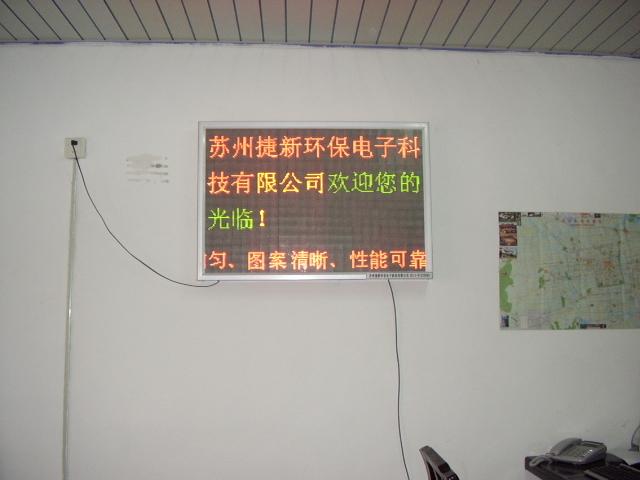 苏州捷新环保电子科
技有限公司欢迎您的
光临！
匀、图案清晰、性能可靠